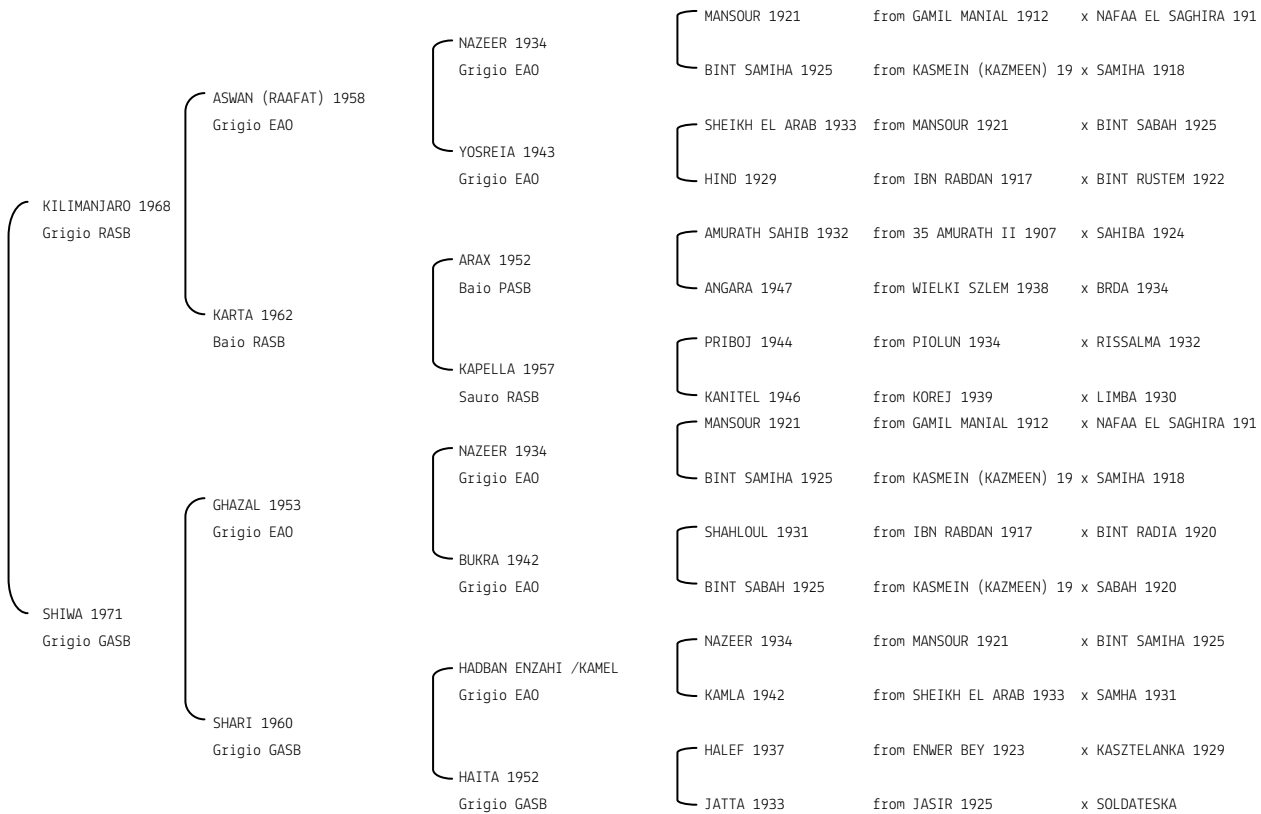 MANSOUR 1921 from GAMIL MANIAL 1912 x NAFAA EL SAGHIRA 191
NAZEER 1934
Grigio EAO
BINT SAMIHA 1925 from KASMEIN (KAZMEEN) 19 x SAMIHA 1918
ASWAN (RAAFAT) 1958
Grigio EAO
SHEIKH EL ARAB 1933 from MANSOUR 1921 x BINT SABAH 1925
YOSREIA 1943
Grigio EAO
HIND 1929 from IBN RABDAN 1917 x BINT RUSTEM 1922
KILIMANJARO 1968
Grigio RASB
AMURATH SAHIB 1932 from 35 AMURATH II 1907 x SAHIBA 1924
ARAX 1952
Baio PASB
ANGARA 1947 from WIELKI SZLEM 1938 x BRDA 1934
KARTA 1962
Baio RASB
PRIBOJ 1944 from PIOLUN 1934 x RISSALMA 1932
KAPELLA 1957
Sauro RASB
KANITEL 1946 from KOREJ 1939 x LIMBA 1930
MANSOUR 1921 from GAMIL MANIAL 1912 x NAFAA EL SAGHIRA 191
NAZEER 1934
Grigio EAO
BINT SAMIHA 1925 from KASMEIN (KAZMEEN) 19 x SAMIHA 1918
GHAZAL 1953
Grigio EAO
SHAHLOUL 1931 from IBN RABDAN 1917 x BINT RADIA 1920
BUKRA 1942
Grigio EAO
BINT SABAH 1925 from KASMEIN (KAZMEEN) 19 x SABAH 1920
SHIWA 1971
Grigio GASB
NAZEER 1934 from MANSOUR 1921 x BINT SAMIHA 1925
HADBAN ENZAHI /KAMEL
Grigio EAO
KAMLA 1942 from SHEIKH EL ARAB 1933 x SAMHA 1931
SHARI 1960
Grigio GASB
HALEF 1937 from ENWER BEY 1923 x KASZTELANKA 1929
HAITA 1952
Grigio GASB
JATTA 1933 from JASIR 1925 x SOLDATESKA